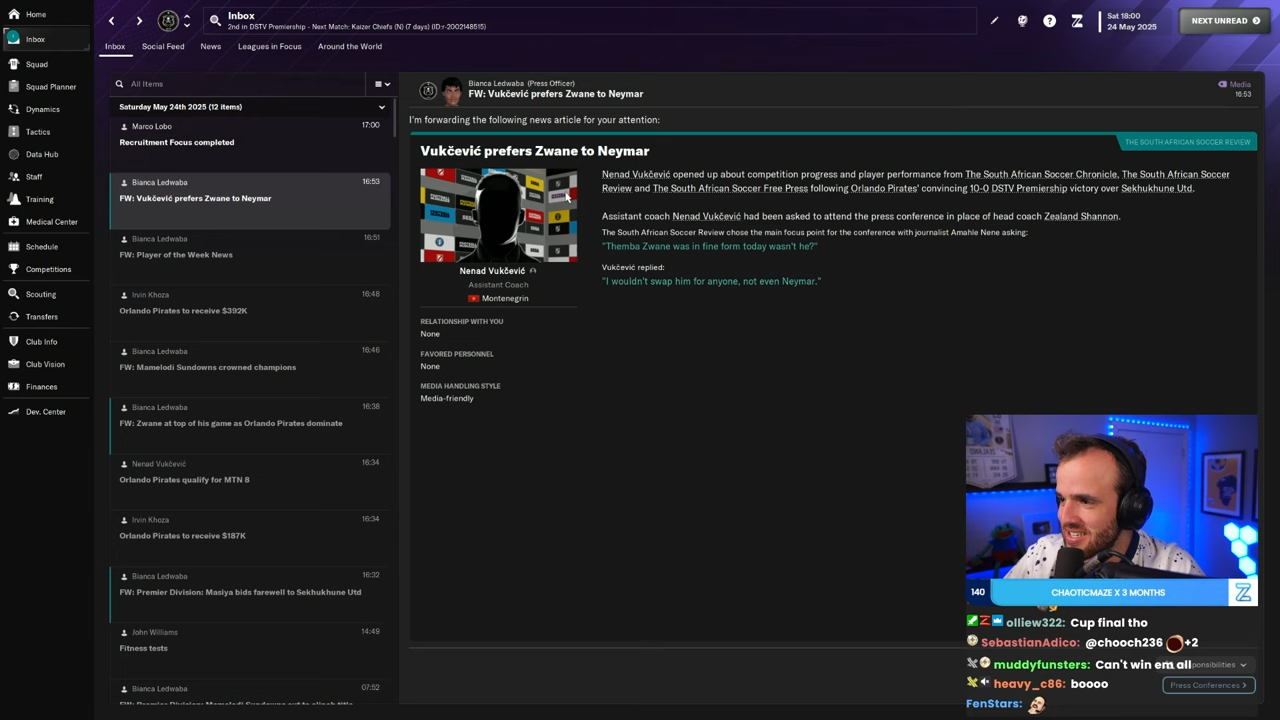 Home
Inbox
Squad
Squad Planner
Dynamics
Tactics
Data Hub
Staff
Training
Medical Center
Schedule
Competitions
Scouting
Transfers
Club Info
Club Vision
Finances
Dev. Center
Inbox
2nd in DSTV Premiership - Next Match: Kaizer Chiefs (N) (7 days) (ID:r-2002148515)
Sat 18:00
24 May 2025
NEXT UNREAD
Inbox
Social Feed
News
Leagues in Focus
Around the World
All Items
Saturday May 24th 2025 (12 items)
Marco Lobo 17:00
Recruitment Focus completed
Bianca Ledwaba 16:53
FW: Vukčević prefers Zwane to Neymar
Bianca Ledwaba 16:51
FW: Player of the Week News
Irvin Khoza 16:48
Orlando Pirates to receive $392K
Bianca Ledwaba 16:46
FW: Mamelodi Sundowns crowned champions
Bianca Ledwaba 16:38
FW: Zwane at top of his game as Orlando Pirates dominate
Nenad Vukčević 16:34
Orlando Pirates qualify for MTN 8
Irvin Khoza 16:34
Orlando Pirates to receive $187K
Bianca Ledwaba 16:32
FW: Premier Division: Masiya bids farewell to Sekhukhune Utd
John Williams 14:49
Fitness tests
Bianca Ledwaba 07:52
FW: Premier Division: Mamelodi Sundowns out to clinch title
Bianca Ledwaba (Press Officer)
FW: Vukčević prefers Zwane to Neymar
Media
16:53
I'm forwarding the following news article for your attention:
THE SOUTH AFRICAN SOCCER REVIEW
Vukčević prefers Zwane to Neymar
Nenad Vukčević
Assistant Coach
Montenegrin
RELATIONSHIP WITH YOU
None
FAVORED PERSONNEL
None
MEDIA HANDLING STYLE
Media-friendly
Nenad Vukčević opened up about competition progress and player performance from The South African Soccer Chronicle, The South African Soccer
Review and The South African Soccer Free Press following Orlando Pirates' convincing 10-0 DSTV Premiership victory over Sekhukhune Utd.
Assistant coach Nenad Vukčević had been asked to attend the press conference in place of head coach Zealand Shannon.
The South African Soccer Review chose the main focus point for the conference with journalist Amahle Nene asking:
"Themba Zwane was in fine form today wasn't he?"
Vukčević replied:
"I wouldn't swap him for anyone, not even Neymar."
140 CHAOTICMAZE X 3 MONTHS
olliew322: Cup final tho
SebastianAdico: @chooch236 +2
muddyfunsters: Can't win em all
heavy_c86: boooo
FenStars:
Press Conferences